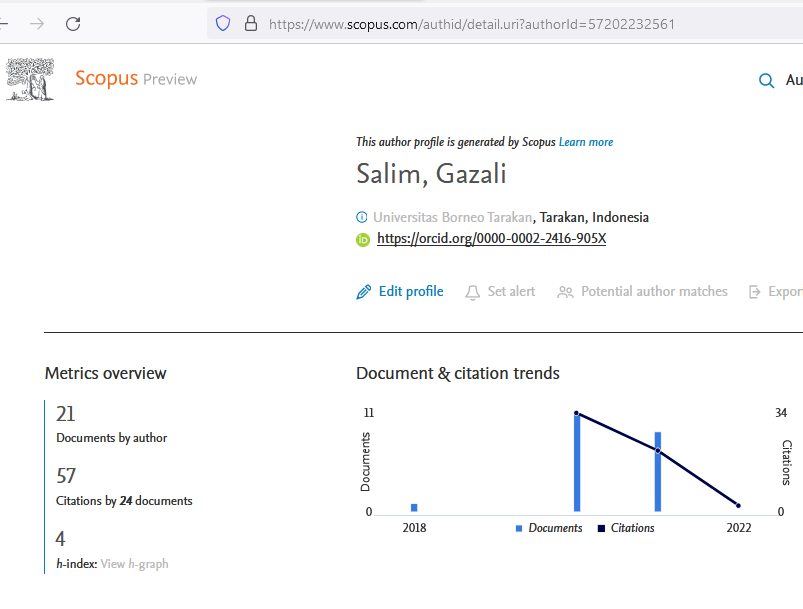 https://www.scopus.com/authid/detail.uri?authorId=57202232561
Scopus Preview
Au
This author profile is generated by Scopus Learn more
Salim, Gazali
Universitas Borneo Tarakan, Tarakan, Indonesia
iD https://orcid.org/0000-0002-2416-905X
Edit profile Set alert Potential author matches Export
Metrics overview
21
Documents by author
57
Citations by 24 documents
4
h-index: View h-graph
Document & citation trends
11
34
Documents
Citations
0
0
2018
Documents Citations
2022